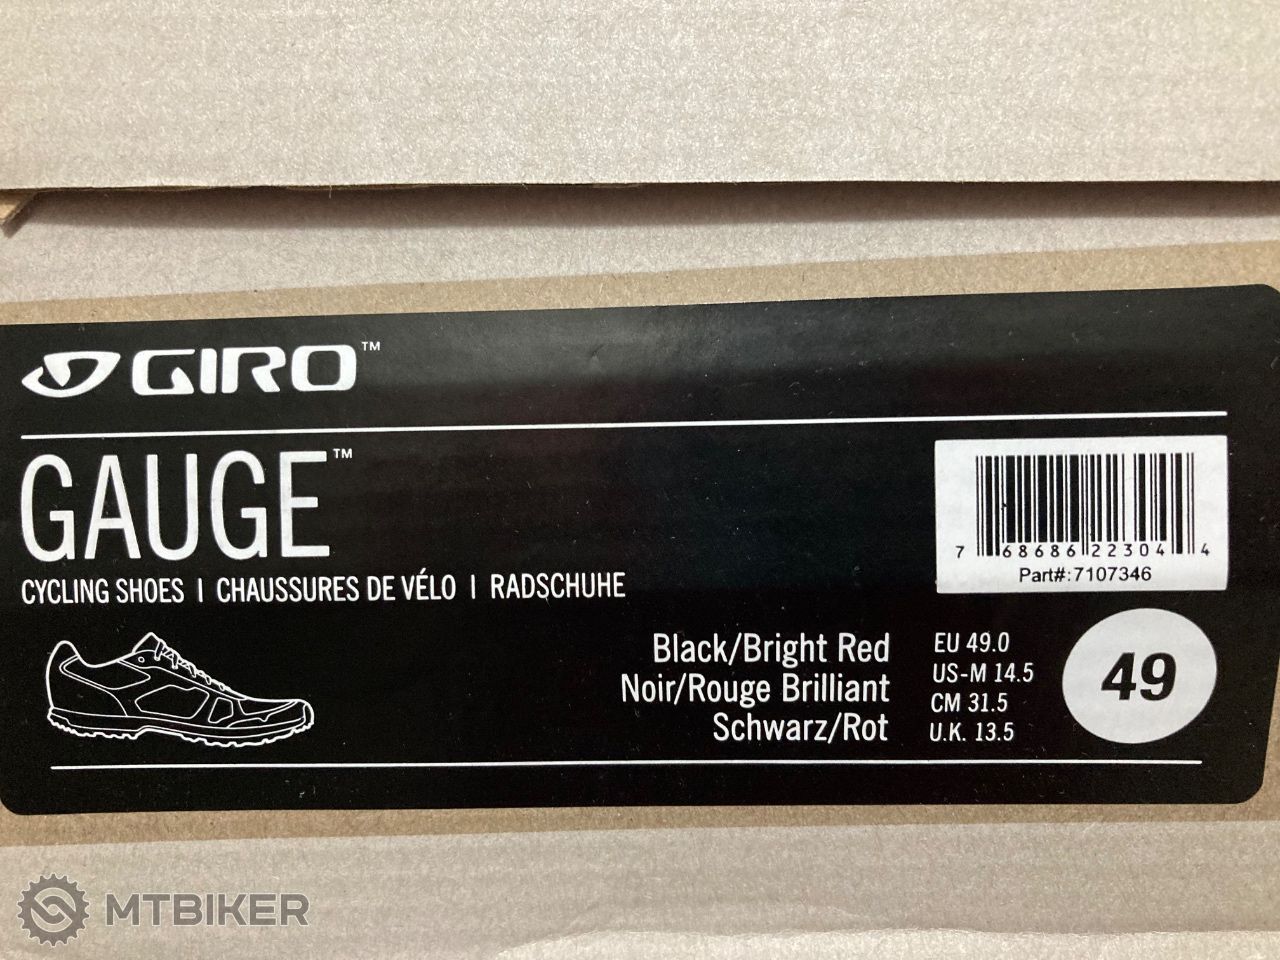 GIRO™
GAUGE™
CYCLING SHOES | CHAUSSURES DE VÉLO | RADSCHUHE
7 68686 22304 4
Part#:7107346
Black/Bright Red
Noir/Rouge Brilliant
Schwarz/Rot
EU 49.0
US-M 14.5
CM 31.5
U.K. 13.5
49
MTBIKER